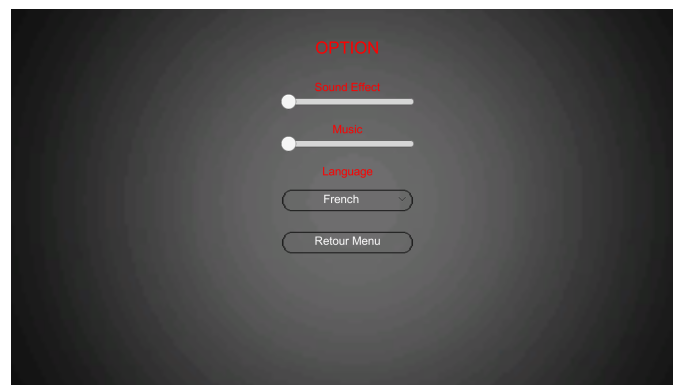 OPTION
Sound Effect
Music
Language
French
Retour Menu